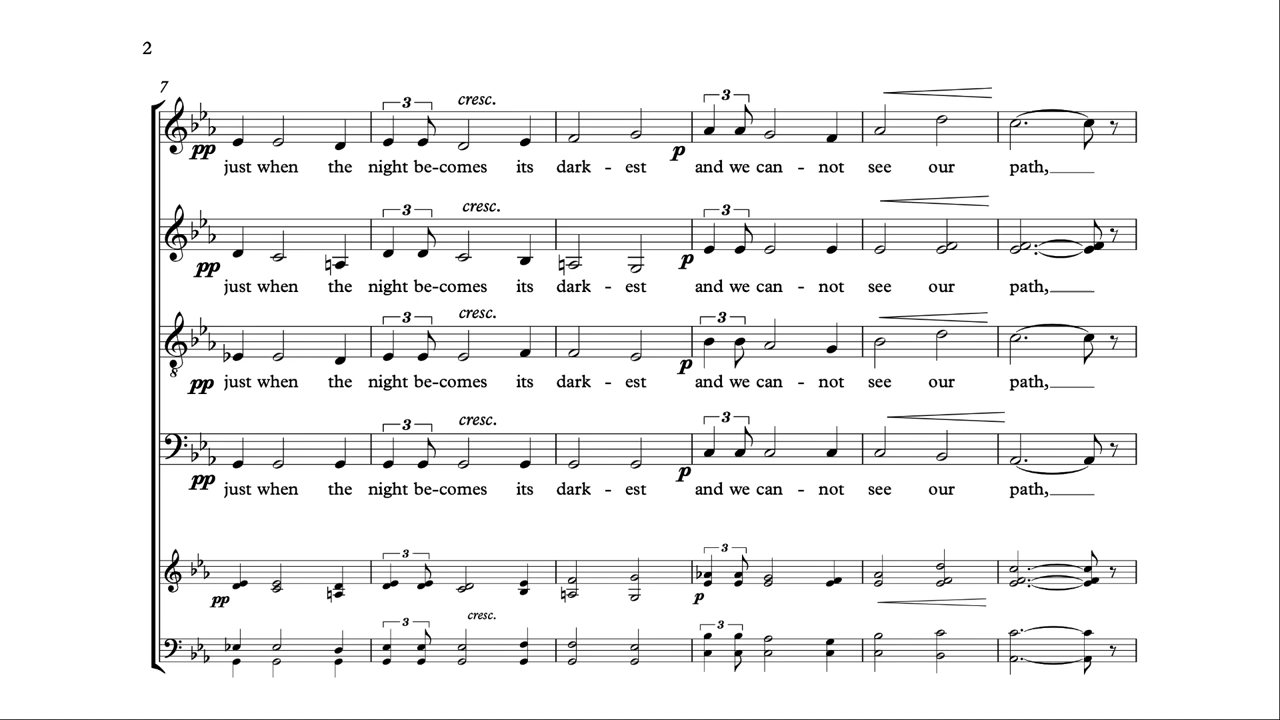 2
7
3 cresc. 3
pp p
just when the night be-comes its dark - est and we can - not see our path,
3 cresc. 3
pp p
just when the night be-comes its dark - est and we can - not see our path,
3 cresc. 3
8
pp p
just when the night be-comes its dark - est and we can - not see our path,
3 cresc. 3
pp p
just when the night be-comes its dark - est and we can - not see our path,
3 3
pp p
cresc.
3 3